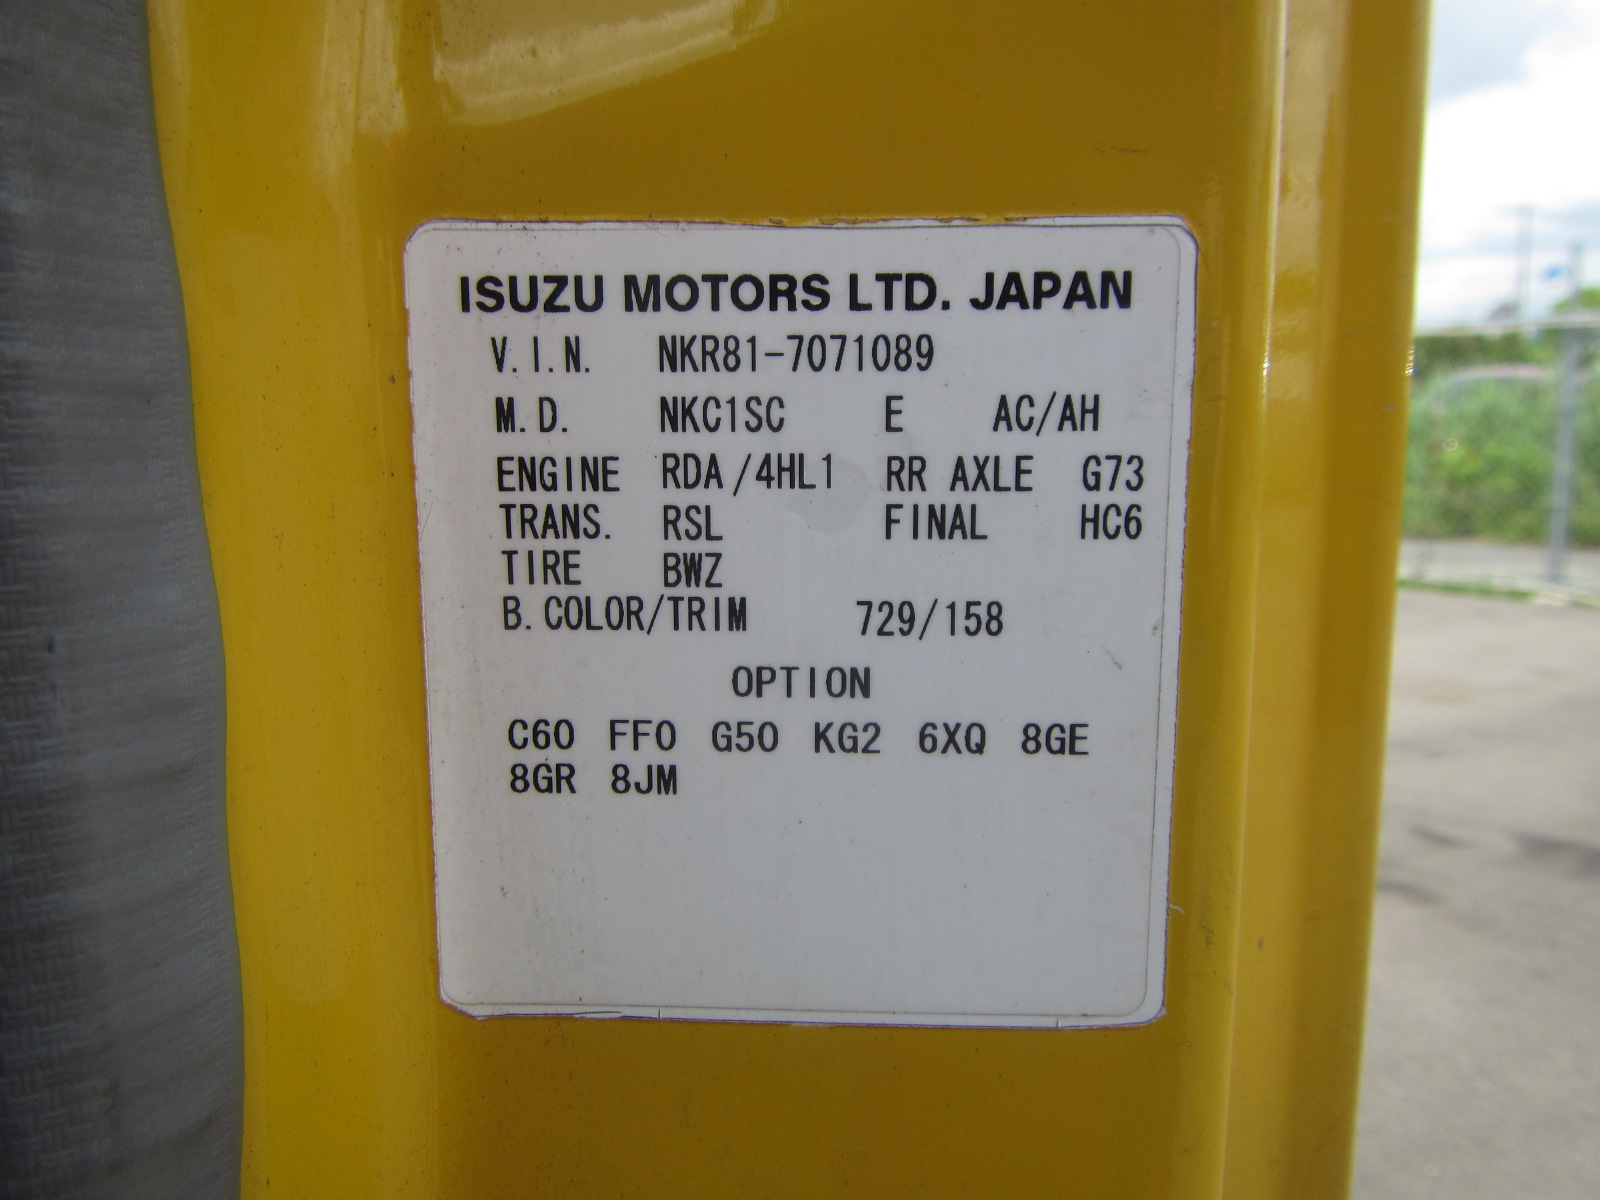 ISUZU MOTORS LTD. JAPAN
V.I.N. NKR81-7071089
M.D. NKC1SC E AC/AH
ENGINE RDA/4HL1 RR AXLE G73
TRANS. RSL FINAL HC6
TIRE BWZ
B.COLOR/TRIM 729/158
OPTION
C60 FF0 G50 KG2 6XQ 8GE
8GR 8JM